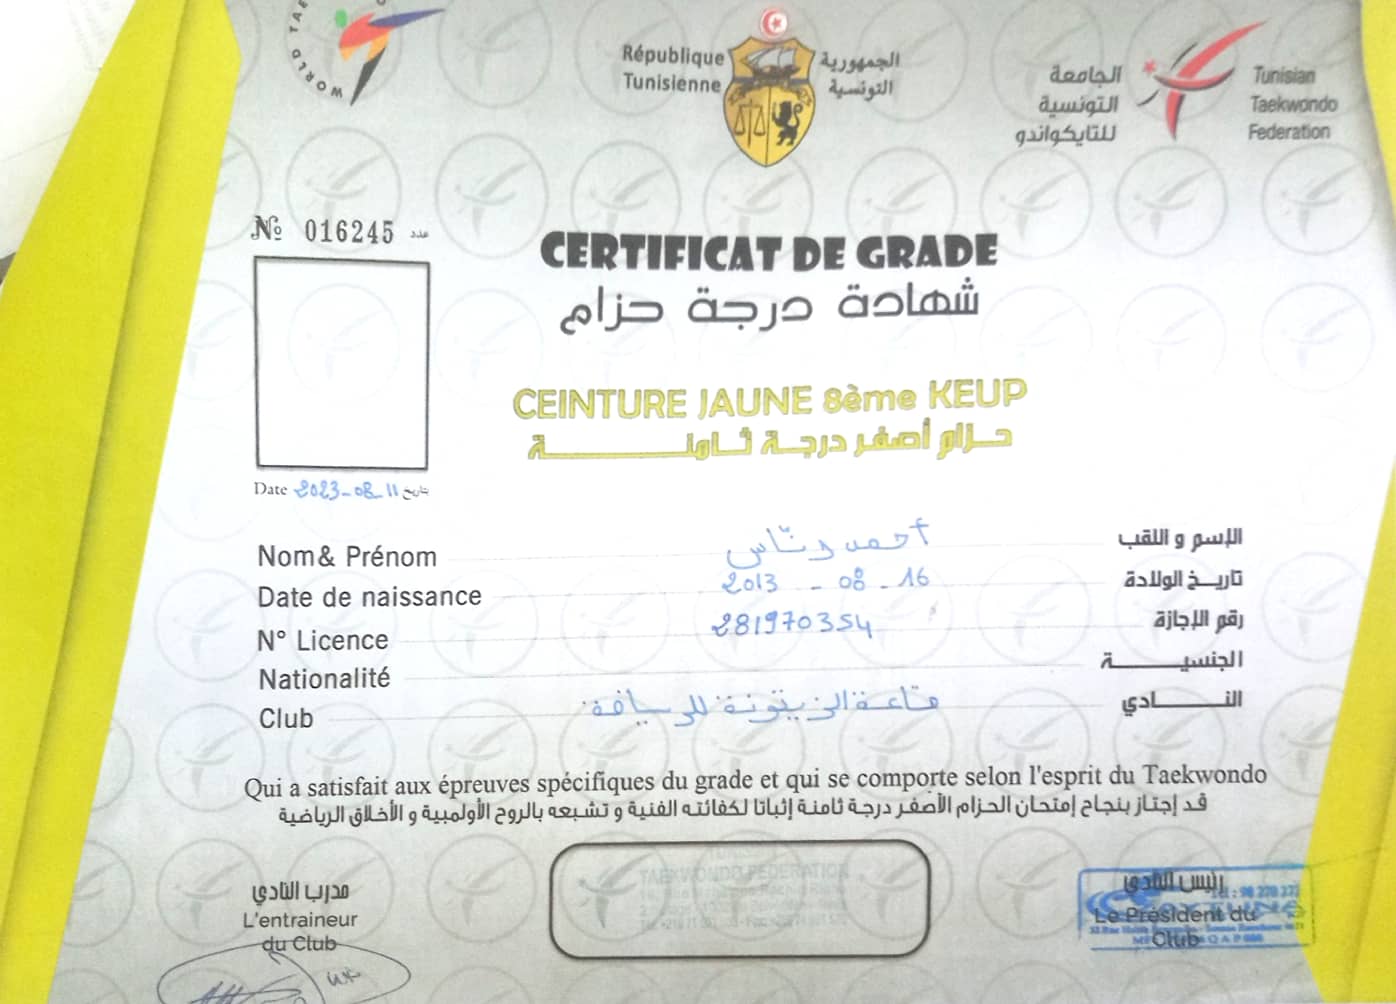 WORLD TAE
République
Tunisienne
الجمهورية
التونسية
الجامعة
التونسية
للتايكواندو
Tunisian
Taekwondo
Federation
№ 016245 عدد
CERTIFICAT DE GRADE
شهادة درجة حزام
CEINTURE JAUNE 8ème KEUP
حزام أصفر درجة ثامنة
Date 2023-08-11 بتاريخ
Nom& Prénom أحمد ونّاس الإسم و اللقب
Date de naissance 2013-08-16 تاريخ الولادة
N° Licence 281970354 رقم الإجازة
Nationalité الجنسية
Club قاعة الزيتونة للرياضة النادي
Qui a satisfait aux épreuves spécifiques du grade et qui se comporte selon l'esprit du Taekwondo
قد إجتاز بنجاح إمتحان الحزام الأصفر درجة ثامنة إثباتا لكفائته الفنية و تشبعه بالروح الأولمبية و الأخلاق الرياضية
مدرب النادي
L'entraineur
du Club
TAEKWONDO FEDERATION
رئيس النادي
Le Président du
Club